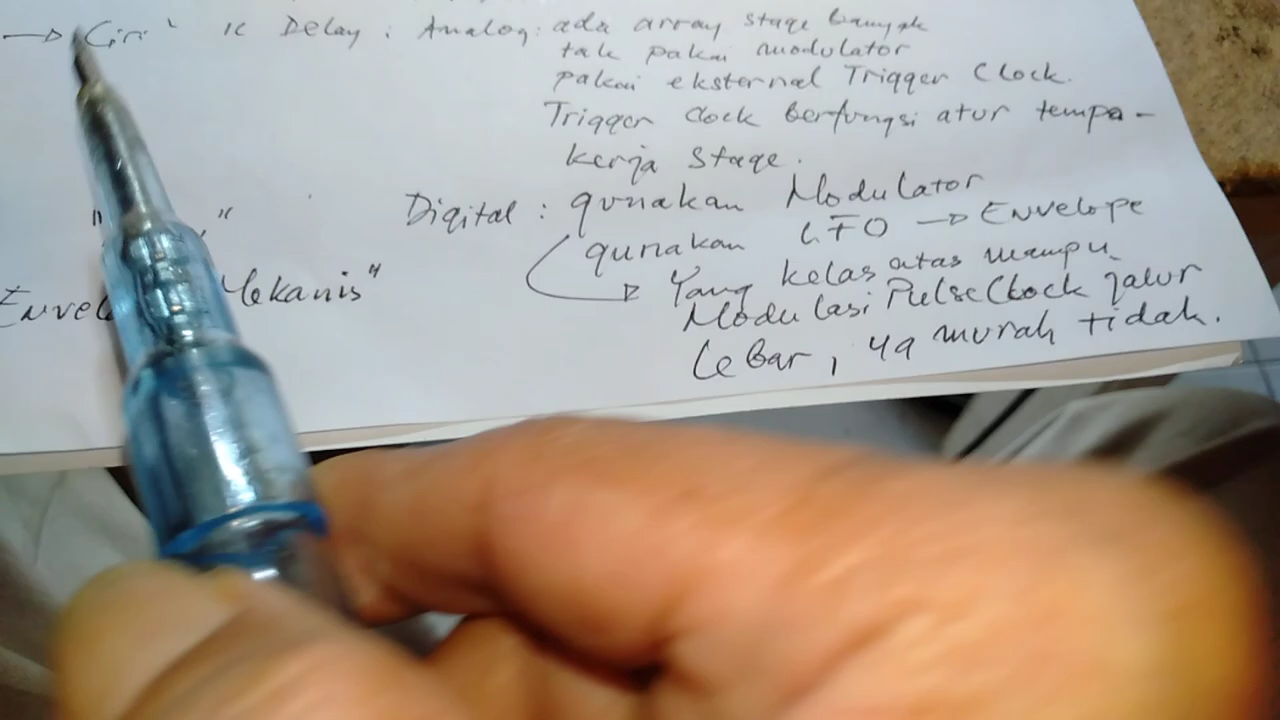 → Ciri² IC Delay : Analog : ada array stage banyak
tak pakai modulator
pakai eksternal Trigger Clock.
Trigger Clock berfungsi atur tempo -
kerja stage.
" " Digital : gunakan Modulator
gunakan LFO → Envelope
Yang kelas atas mampu
Modulasi PulseClock jalur
Lebar, yg murah tidak.
Mekanis"